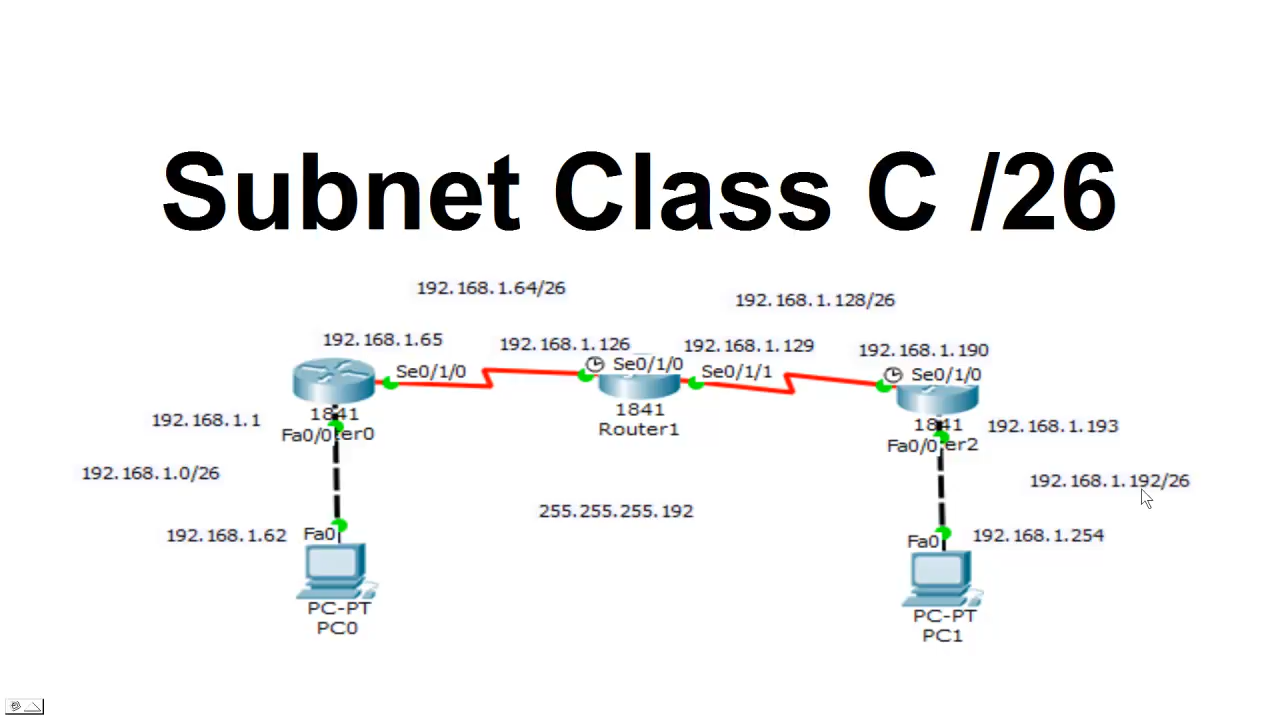 Subnet Class C /26
192.168.1.64/26
192.168.1.128/26
192.168.1.65
192.168.1.126
192.168.1.129
192.168.1.190
Se0/1/0
Se0/1/0
Se0/1/1
Se0/1/0
1841
1841
Router1
1841
192.168.1.1
Fa0/0
er0
192.168.1.193
Fa0/0
er2
192.168.1.0/26
192.168.1.192/26
255.255.255.192
192.168.1.62
Fa0
Fa0
192.168.1.254
PC-PT
PC0
PC-PT
PC1